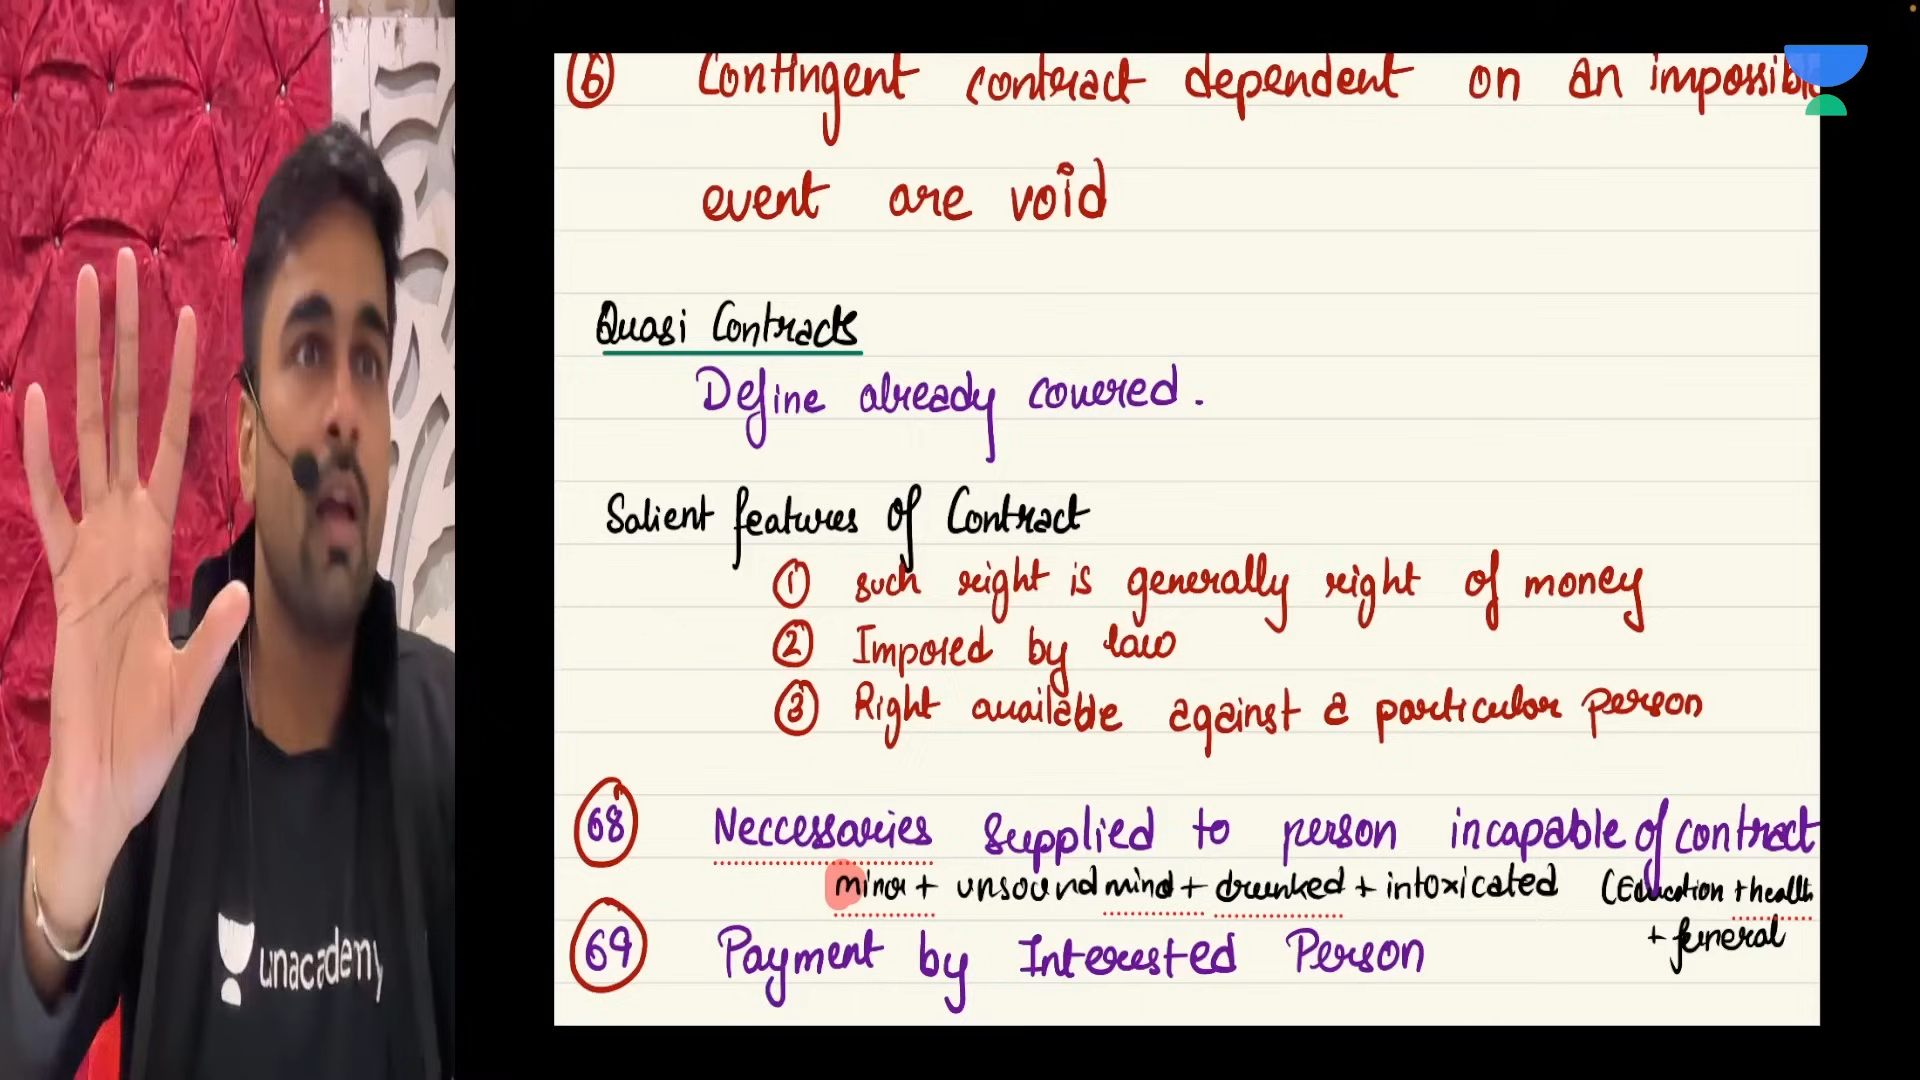 6 Contingent contract dependent on an impossible
event are void
Quasi Contracts
Define already covered.
Salient features of Contract
1 such right is generally right of money
2 Imposed by law
3 Right available against a particular person
68 Neccessaries supplied to person incapable of contract
minor + unsound mind + drunked + intoxicated (Education + health
+ funeral
69 Payment by Interested Person
unacademy